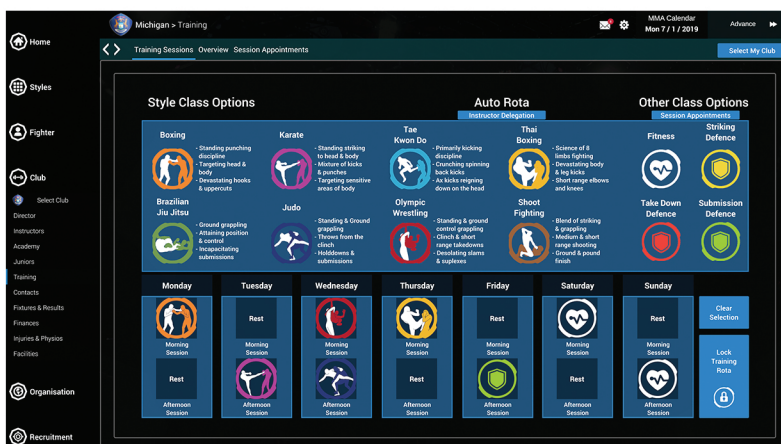 Michigan > Training
MMA Calendar
Mon 7 / 1 / 2019
Advance
Training Sessions Overview Session Appointments
Select My Club
Home
Styles
Fighter
Club
Select Club
Director
Instructors
Academy
Juniors
Training
Contacts
Fixtures & Results
Finances
Injuries & Physios
Facilities
Organisation
Recruitment
Style Class Options
Auto Rota
Instructor Delegation
Other Class Options
Session Appointments
Boxing
- Standing punching
discipline
- Targeting head &
body
- Devastating hooks
& uppercuts
Karate
- Standing striking
to head & body
- Mixture of kicks
& punches
- Targeting sensitive
areas of body
Tae
Kwon Do
- Primarily kicking
discipline
- Crunching spinning
back kicks
- Ax kicks reigning
down on the head
Thai
Boxing
- Science of 8
limbs fighting
- Devastating body
& leg kicks
- Short range elbows
and knees
Fitness
Striking
Defence
Brazilian
Jiu Jitsu
- Ground grappling
- Attaining position
& control
- Incapacitating
submissions
Judo
- Standing & Ground
grappling
- Throws from the
clinch
- Holddowns &
submissions
Olympic
Wrestling
- Standing & ground
control grappling
- Clinch & short
range takedowns
- Desolating slams
& suplexes
Shoot
Fighting
- Blend of striking
& grappling
- Medium & short
range shooting
- Ground & pound
finish
Take Down
Defence
Submission
Defence
Monday
Tuesday
Wednesday
Thursday
Friday
Saturday
Sunday
Rest
Rest
Rest
Morning
Session
Morning
Session
Morning
Session
Morning
Session
Morning
Session
Morning
Session
Morning
Session
Rest
Rest
Rest
Afternoon
Session
Afternoon
Session
Afternoon
Session
Afternoon
Session
Afternoon
Session
Afternoon
Session
Afternoon
Session
Clear
Selection
Lock
Training
Rota